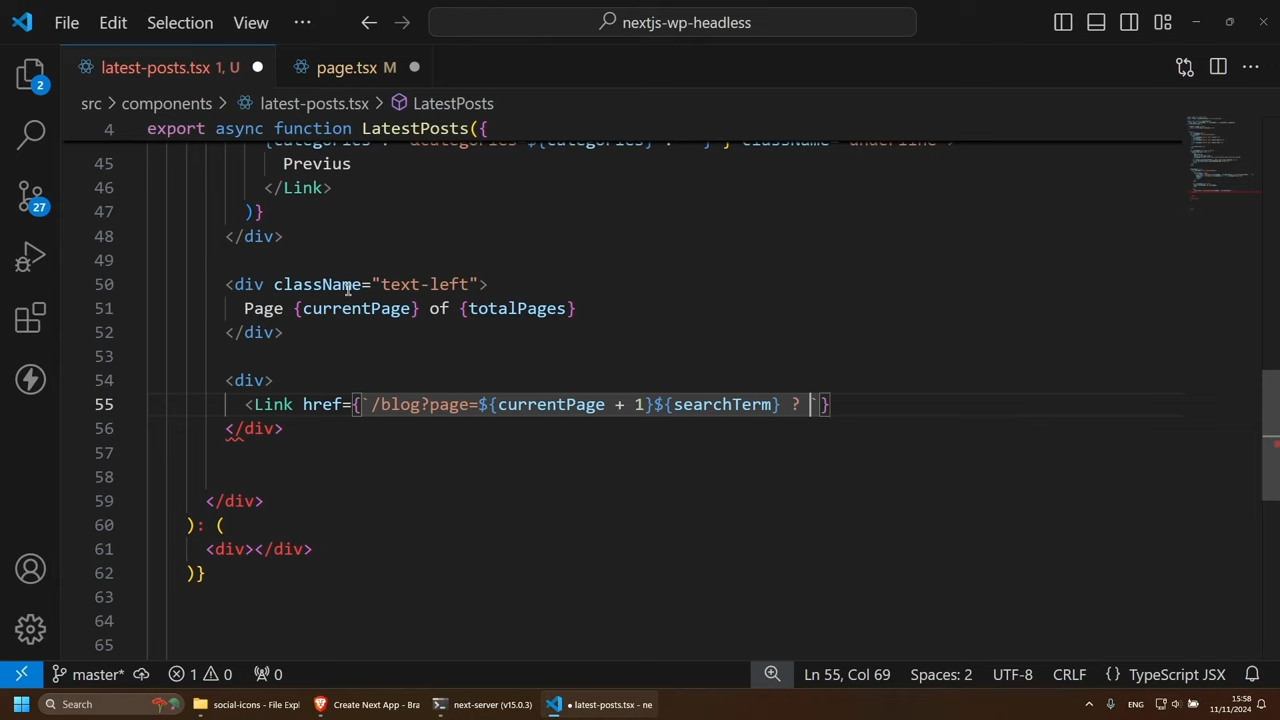 File Edit Selection View ··· nextjs-wp-headless
latest-posts.tsx 1, U page.tsx M
src > components > latest-posts.tsx > LatestPosts
4 export async function LatestPosts({
{categories ? `&categories=${categories}`: ""}`} className="underline">
45 Previus
46 </Link>
47 )}
48 </div>
49
50 <div className="text-left">
51 Page {currentPage} of {totalPages}
52 </div>
53
54 <div>
55 <Link href={`/blog?page=${currentPage + 1}${searchTerm} ? `}
56 </div>
57
58
59 </div>
60 ): (
61 <div></div>
62 )}
63
64
65
2
27
master* 1 0 0 Ln 55, Col 69 Spaces: 2 UTF-8 CRLF {} TypeScript JSX
Search social-icons - File Expl Create Next App - Bra next-server (v15.0.3) • latest-posts.tsx - ne ENG 15:58
11/11/2024